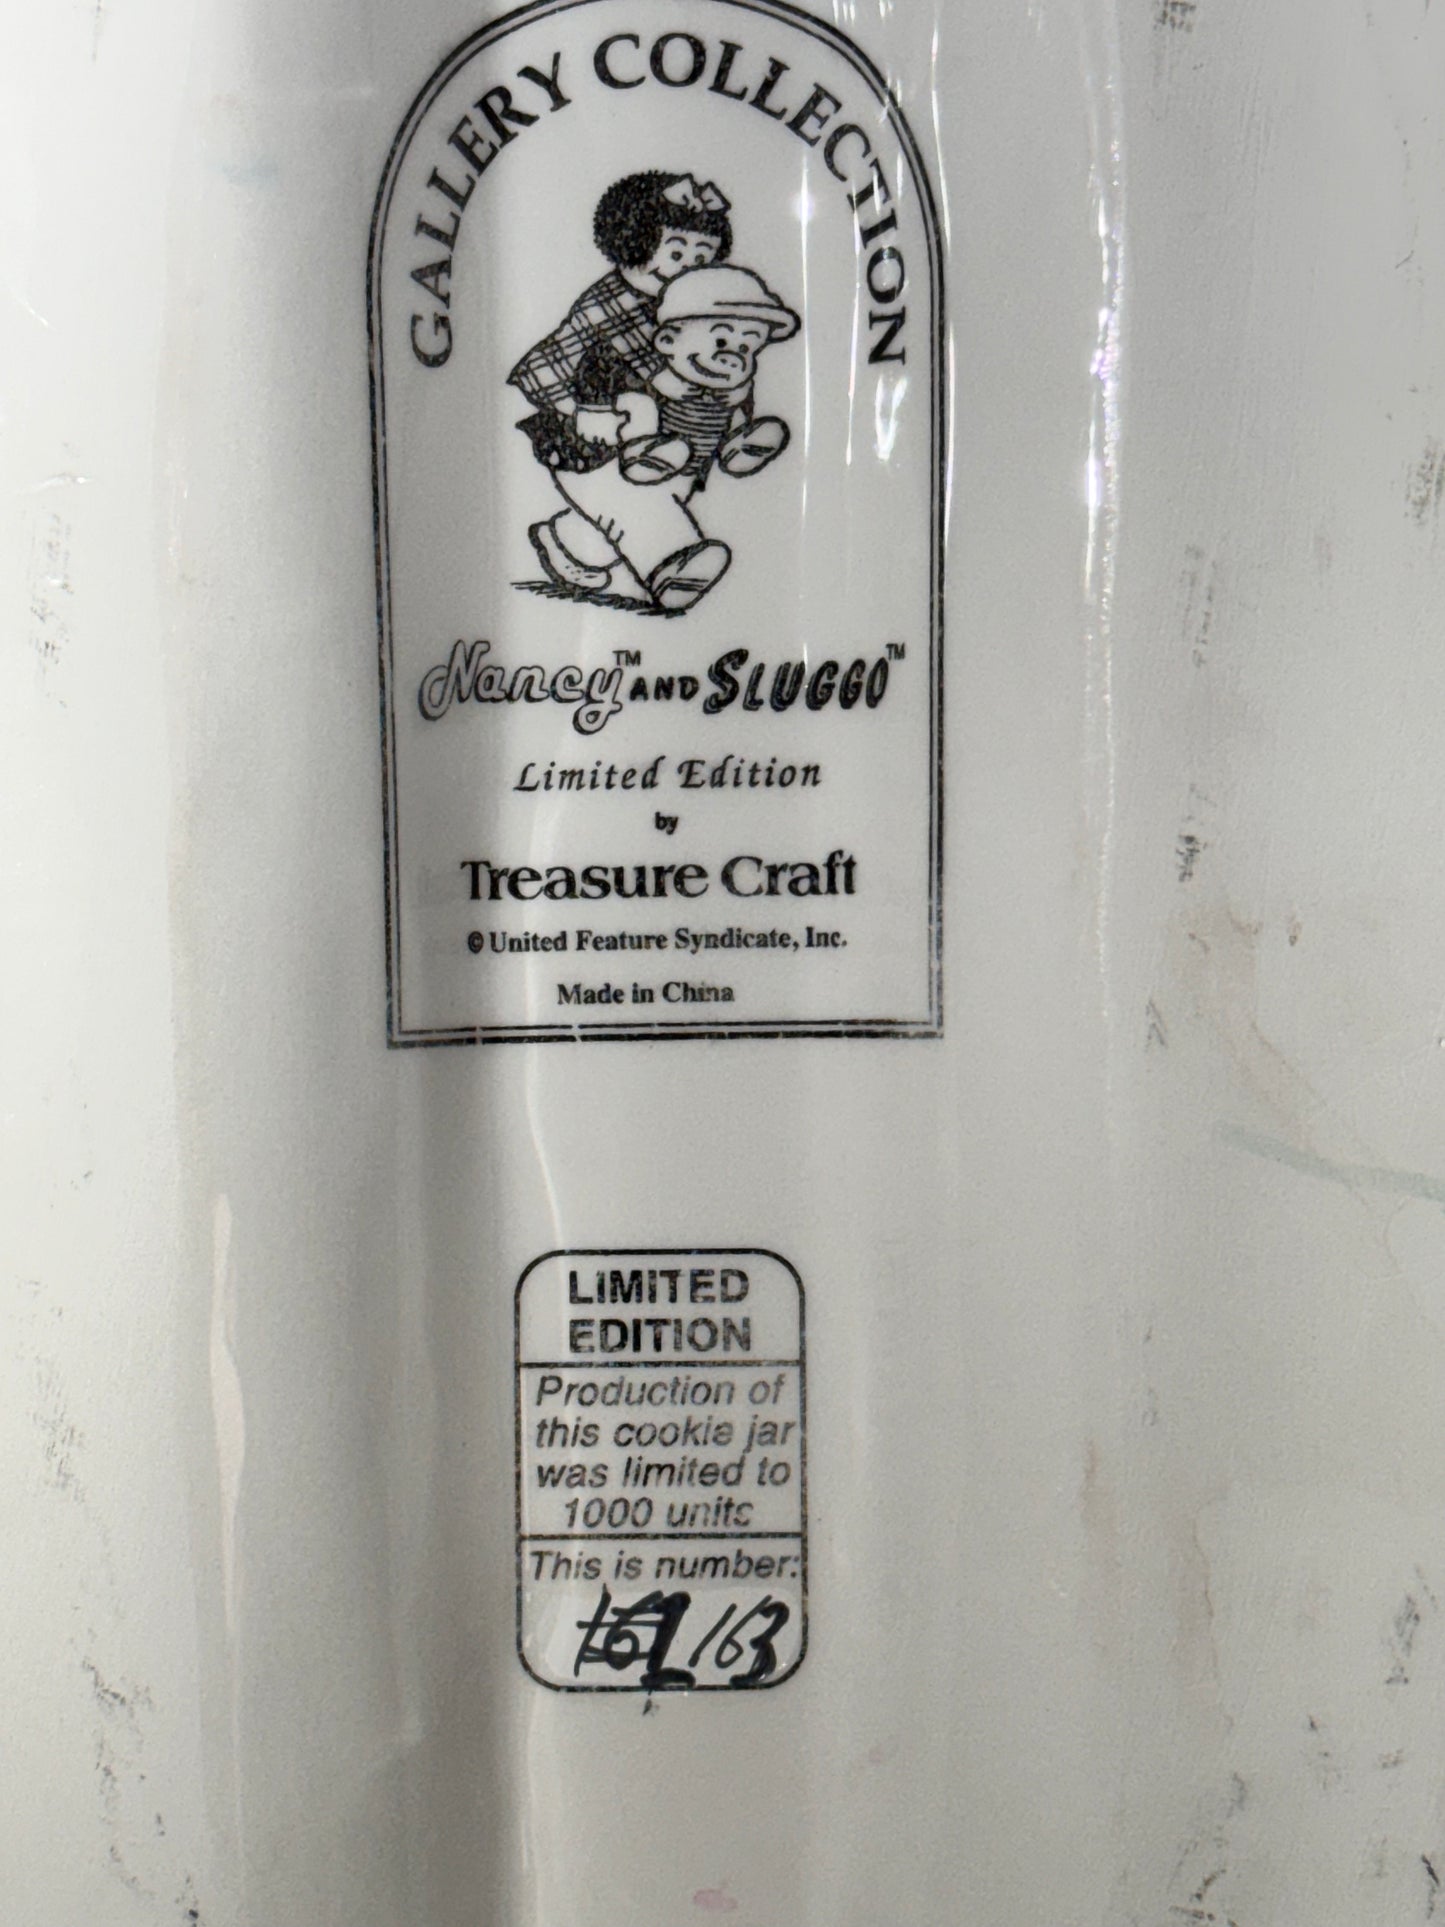 GALLERY COLLECTION
Nancy™ AND SLUGGO™
Limited Edition
by
Treasure Craft
© United Feature Syndicate, Inc.
Made in China
LIMITED
EDITION
Production of
this cookie jar
was limited to
1000 units
This is number:
163